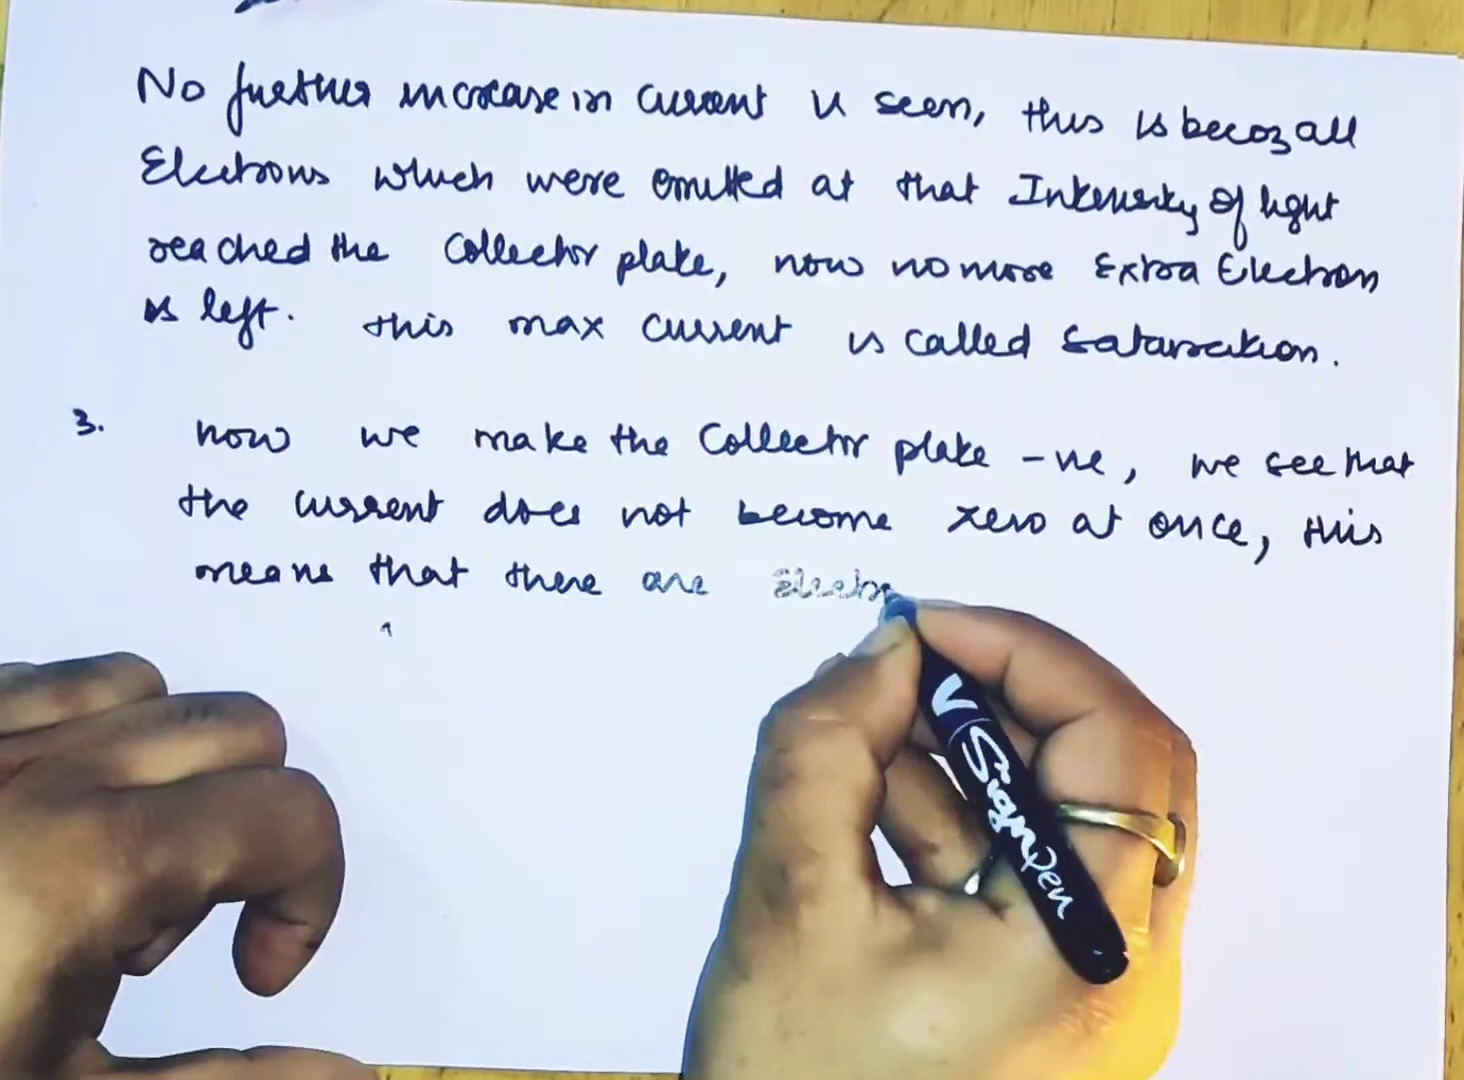 No further increase in current is seen, this is becoz all
Electrons which were emitted at that Intensity of light
reached the Collector plate, now no more Extra Electron
is left. this max current is called Saturation.
3. now we make the Collector plate -ve, we see that
the current does not become zero at once, this
means that there are Electro
V Sign Pen